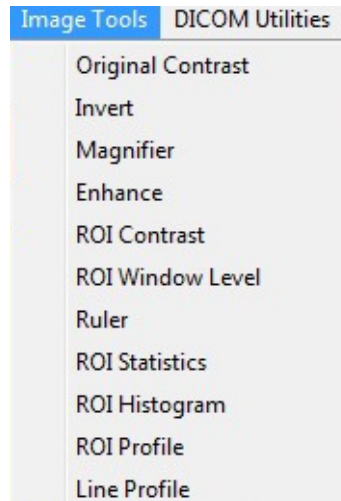 Image Tools DICOM Utilities
Original Contrast
Invert
Magnifier
Enhance
ROI Contrast
ROI Window Level
Ruler
ROI Statistics
ROI Histogram
ROI Profile
Line Profile